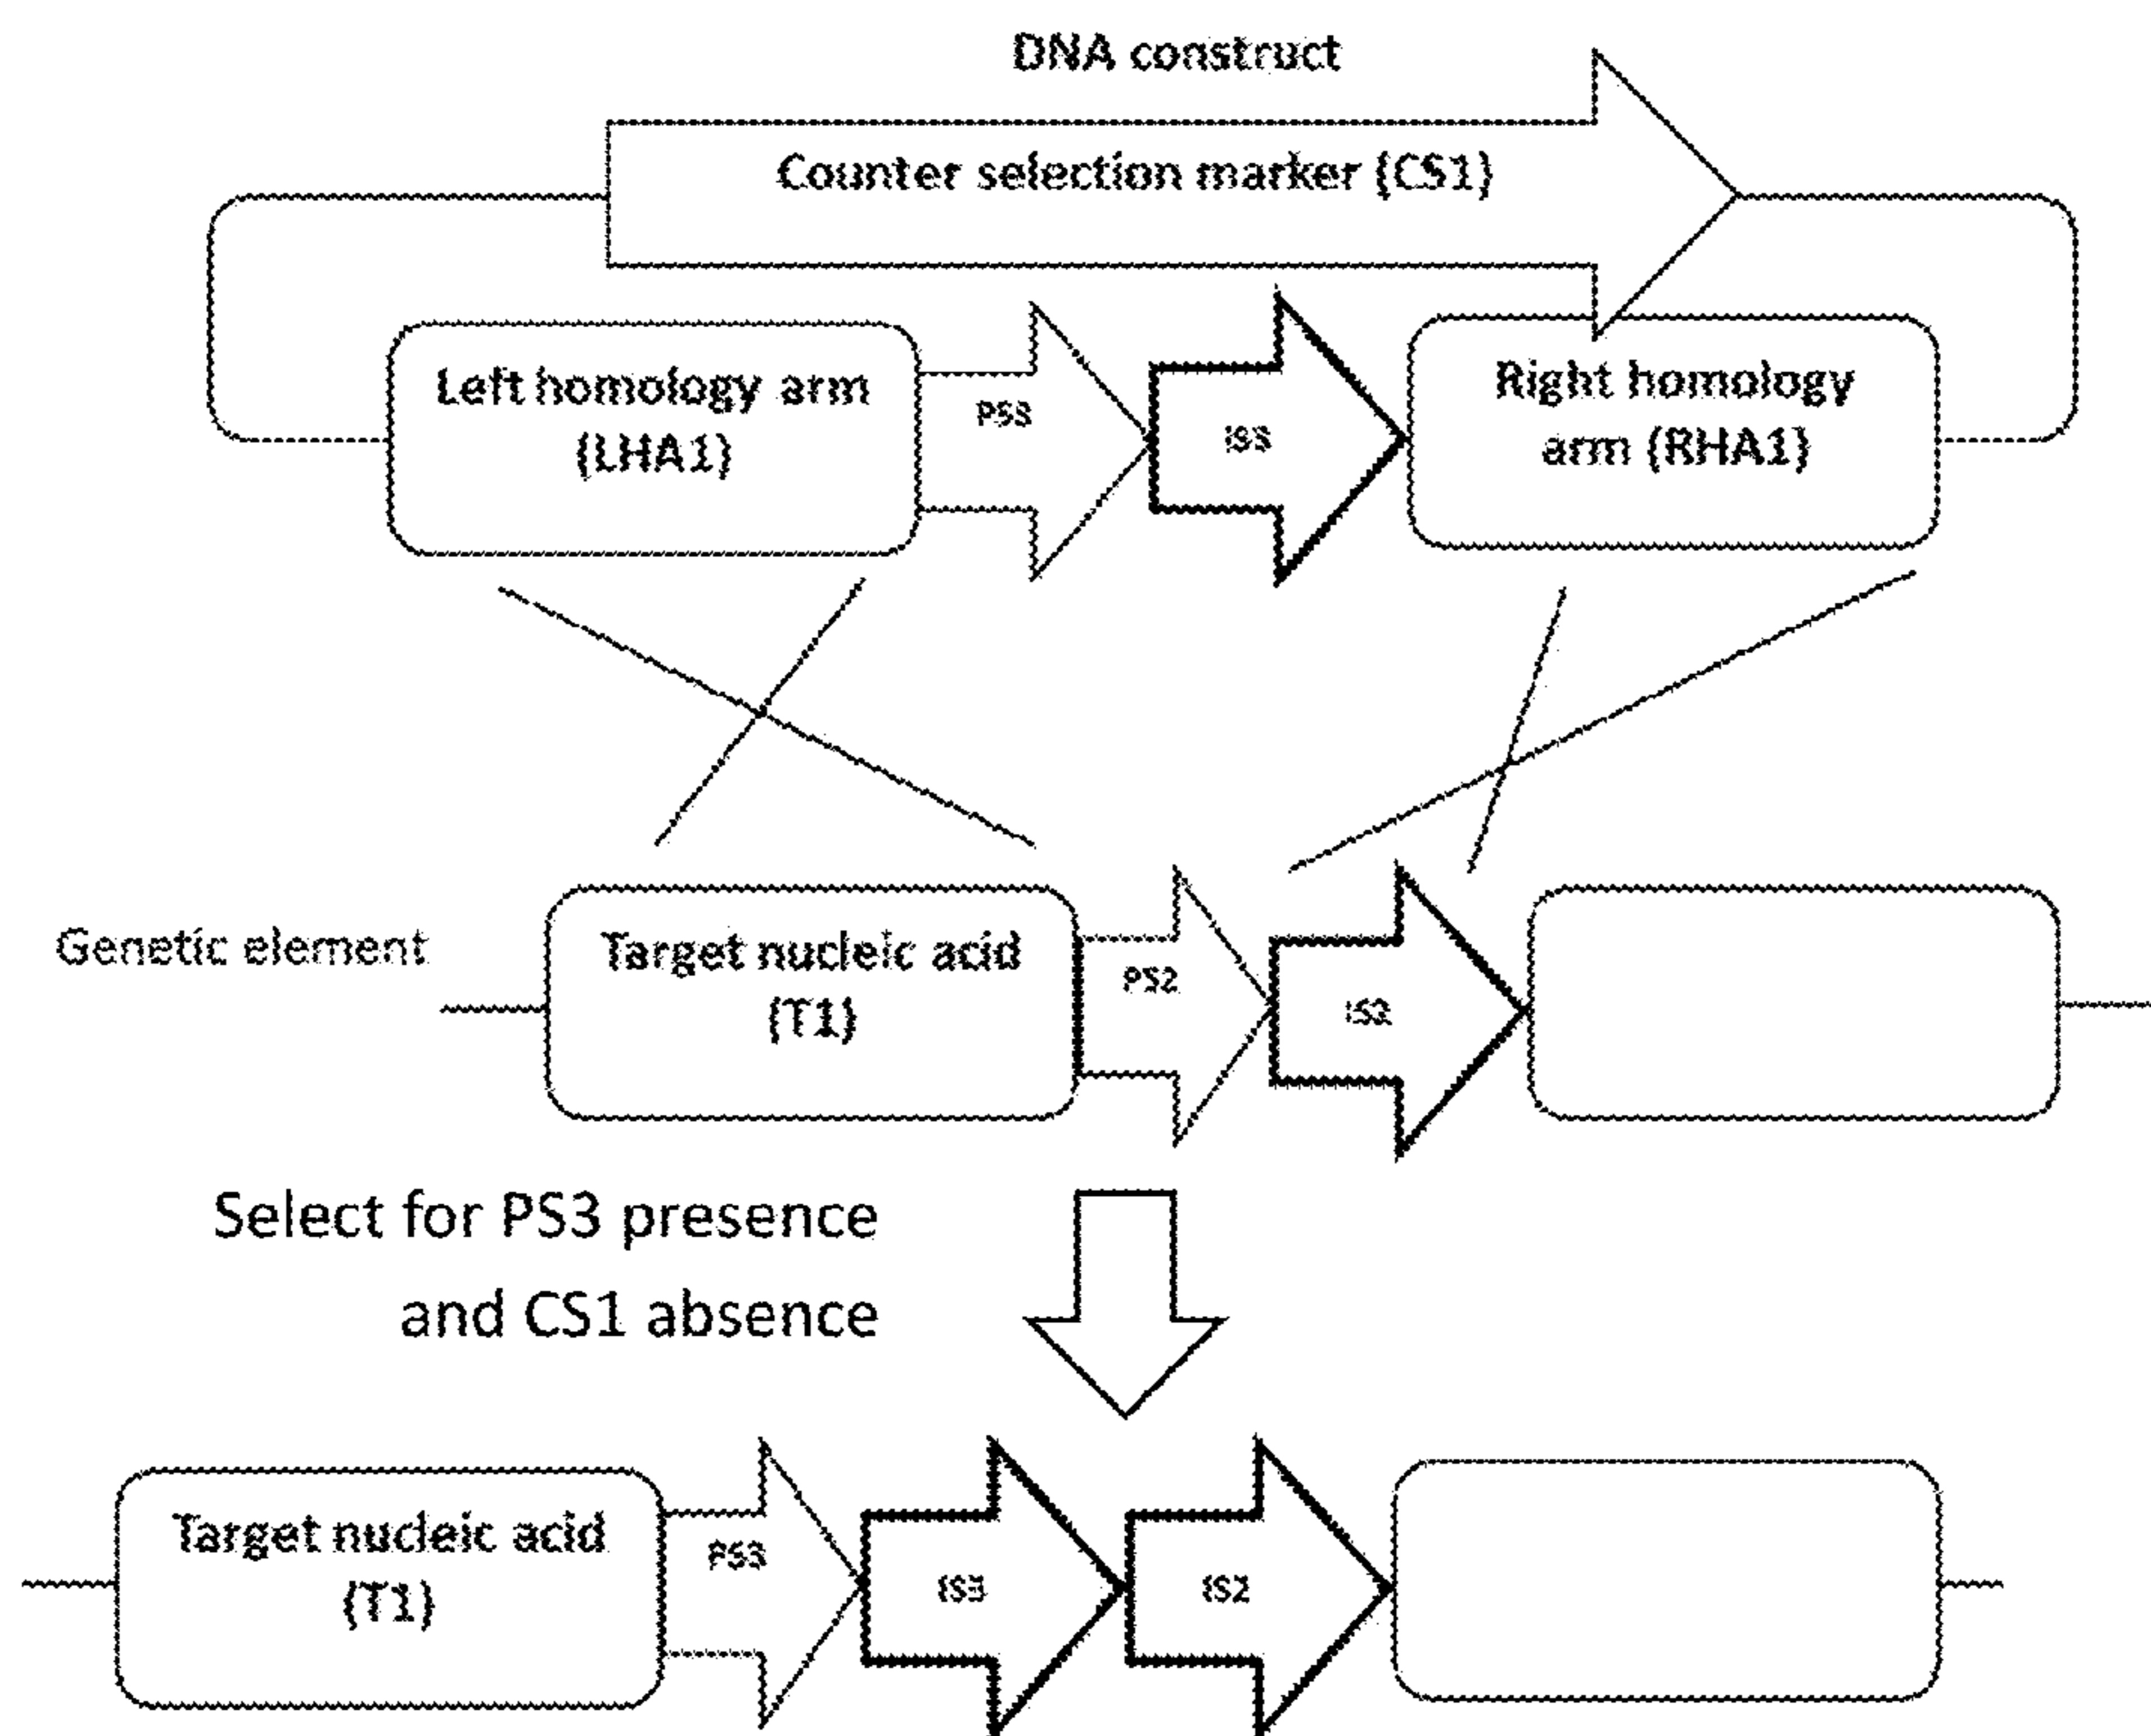 DNA construct
Counter selection marker (CS1)
Left homology arm
(LHA1)
PS3
IS3
Right homology
arm (RHA1)
Genetic element
Target nucleic acid
(T1)
PS2
IS2
Select for PS3 presence
and CS1 absence
Target nucleic acid
(T1)
PS3
IS3
IS2